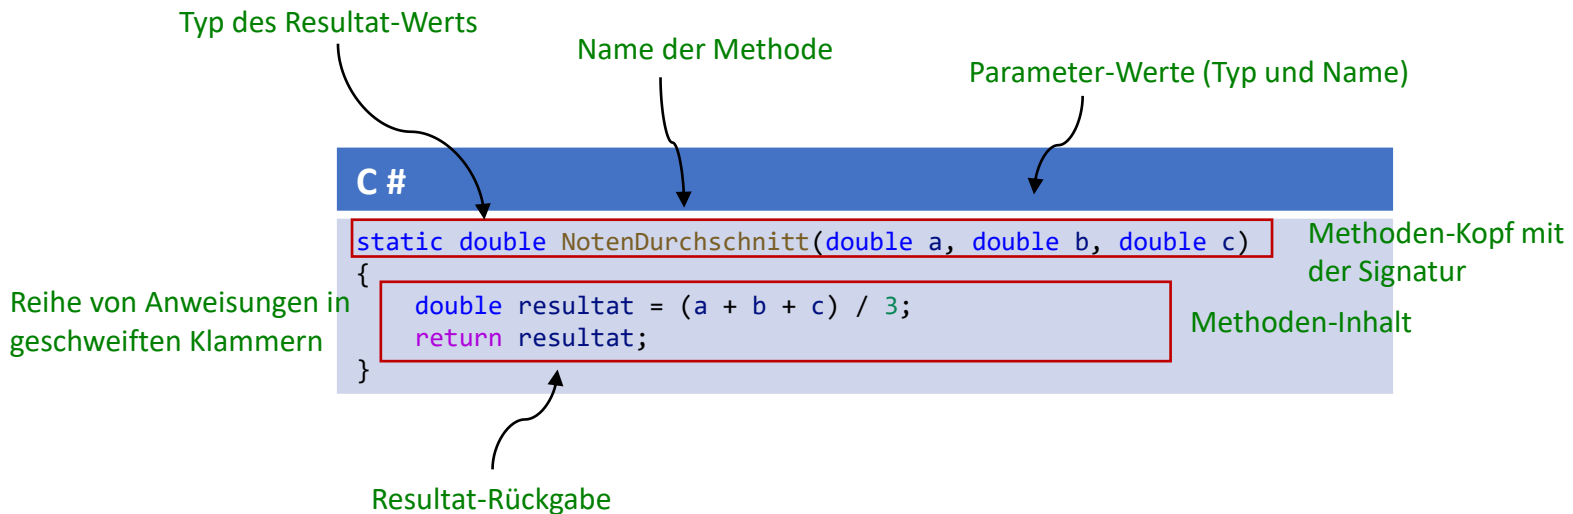 Typ des Resultat-Werts
Name der Methode
Parameter-Werte (Typ und Name)
C #
static double NotenDurchschnitt(double a, double b, double c)
Methoden-Kopf mit
der Signatur
{
Reihe von Anweisungen in
geschweiften Klammern
double resultat = (a + b + c) / 3;
return resultat;
Methoden-Inhalt
}
Resultat-Rückgabe